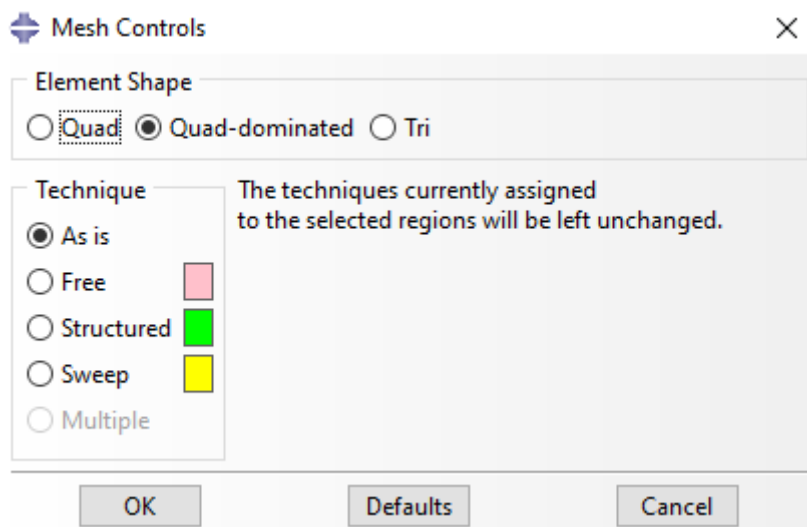 Mesh Controls
Element Shape
Quad Quad-dominated Tri
Technique
As is
Free
Structured
Sweep
Multiple
The techniques currently assigned
to the selected regions will be left unchanged.
OK Defaults Cancel